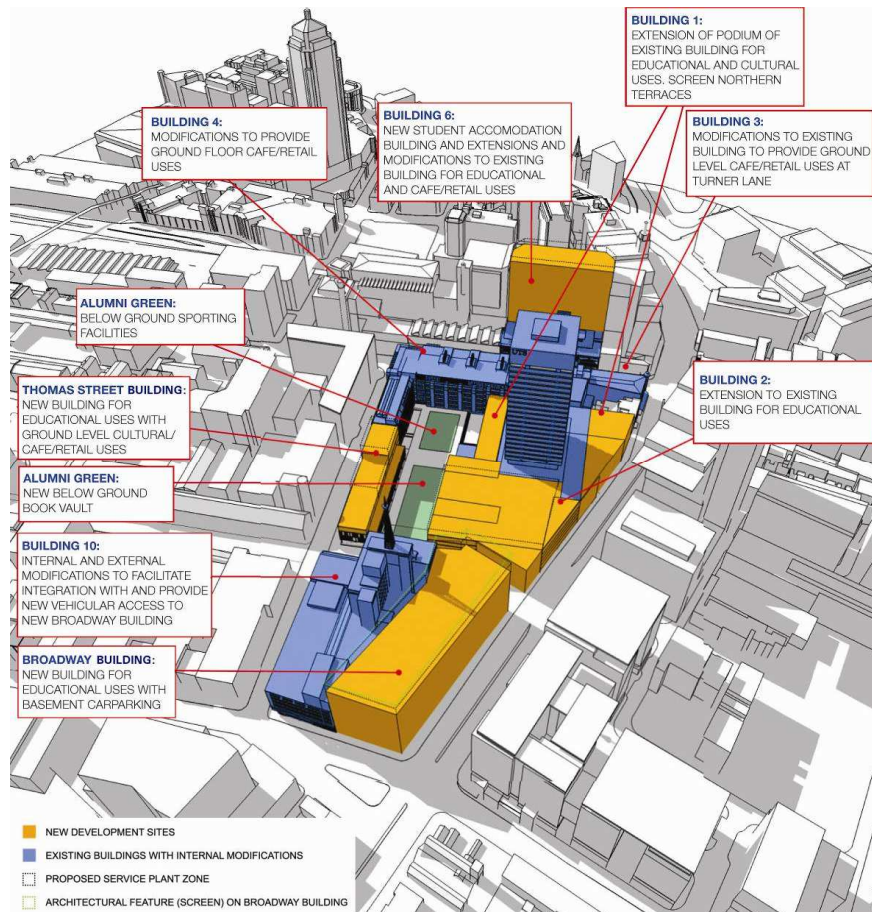 BUILDING 1:
EXTENSION OF PODIUM OF
EXISTING BUILDING FOR
EDUCATIONAL AND CULTURAL
USES. SCREEN NORTHERN
TERRACES
BUILDING 4:
MODIFICATIONS TO PROVIDE
GROUND FLOOR CAFE/RETAIL
USES
BUILDING 6:
NEW STUDENT ACCOMODATION
BUILDING AND EXTENSIONS AND
MODIFICATIONS TO EXISTING
BUILDING FOR EDUCATIONAL
AND CAFE/RETAIL USES
BUILDING 3:
MODIFICATIONS TO EXISTING
BUILDING TO PROVIDE GROUND
LEVEL CAFE/RETAIL USES AT
TURNER LANE
ALUMNI GREEN:
BELOW GROUND SPORTING
FACILITIES
UTS
THOMAS STREET BUILDING:
NEW BUILDING FOR
EDUCATIONAL USES WITH
GROUND LEVEL CULTURAL/
CAFE/RETAIL USES
BUILDING 2:
EXTENSION TO EXISTING
BUILDING FOR EDUCATIONAL
USES
ALUMNI GREEN:
NEW BELOW GROUND
BOOK VAULT
BUILDING 10:
INTERNAL AND EXTERNAL
MODIFICATIONS TO FACILITATE
INTEGRATION WITH AND PROVIDE
NEW VEHICULAR ACCESS TO
NEW BROADWAY BUILDING
BROADWAY BUILDING:
NEW BUILDING FOR
EDUCATIONAL USES WITH
BASEMENT CARPARKING
NEW DEVELOPMENT SITES
EXISTING BUILDINGS WITH INTERNAL MODIFICATIONS
PROPOSED SERVICE PLANT ZONE
ARCHITECTURAL FEATURE (SCREEN) ON BROADWAY BUILDING